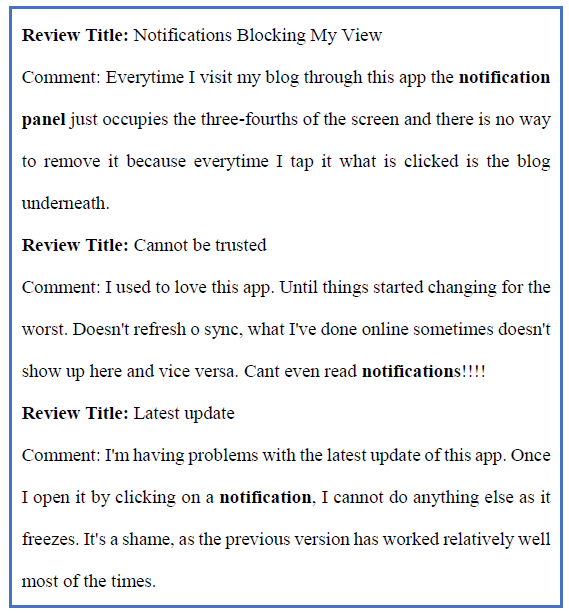 Review Title: Notifications Blocking My View
Comment: Everytime I visit my blog through this app the notification
panel just occupies the three-fourths of the screen and there is no way
to remove it because everytime I tap it what is clicked is the blog
underneath.
Review Title: Cannot be trusted
Comment: I used to love this app. Until things started changing for the
worst. Doesn't refresh o sync, what I've done online sometimes doesn't
show up here and vice versa. Cant even read notifications!!!!
Review Title: Latest update
Comment: I'm having problems with the latest update of this app. Once
I open it by clicking on a notification, I cannot do anything else as it
freezes. It's a shame, as the previous version has worked relatively well
most of the times.